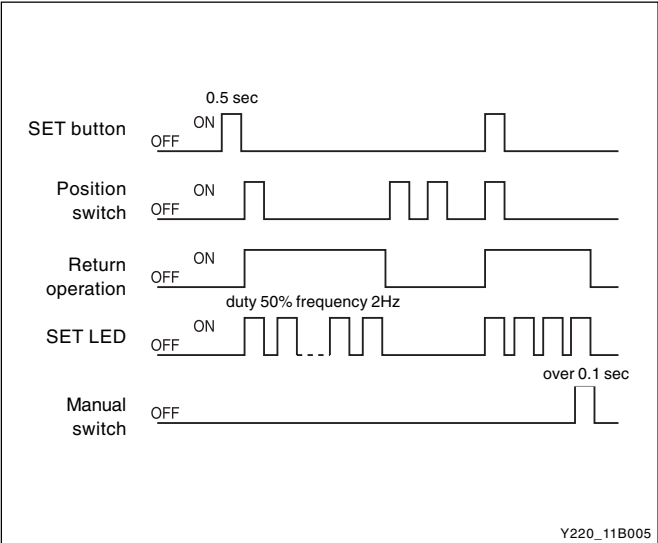 0.5 sec
SET button
ON
OFF
Position
switch
ON
OFF
Return
operation
ON
OFF
duty 50% frequency 2Hz
SET LED
ON
OFF
over 0.1 sec
Manual
switch
OFF
Y220_11B005